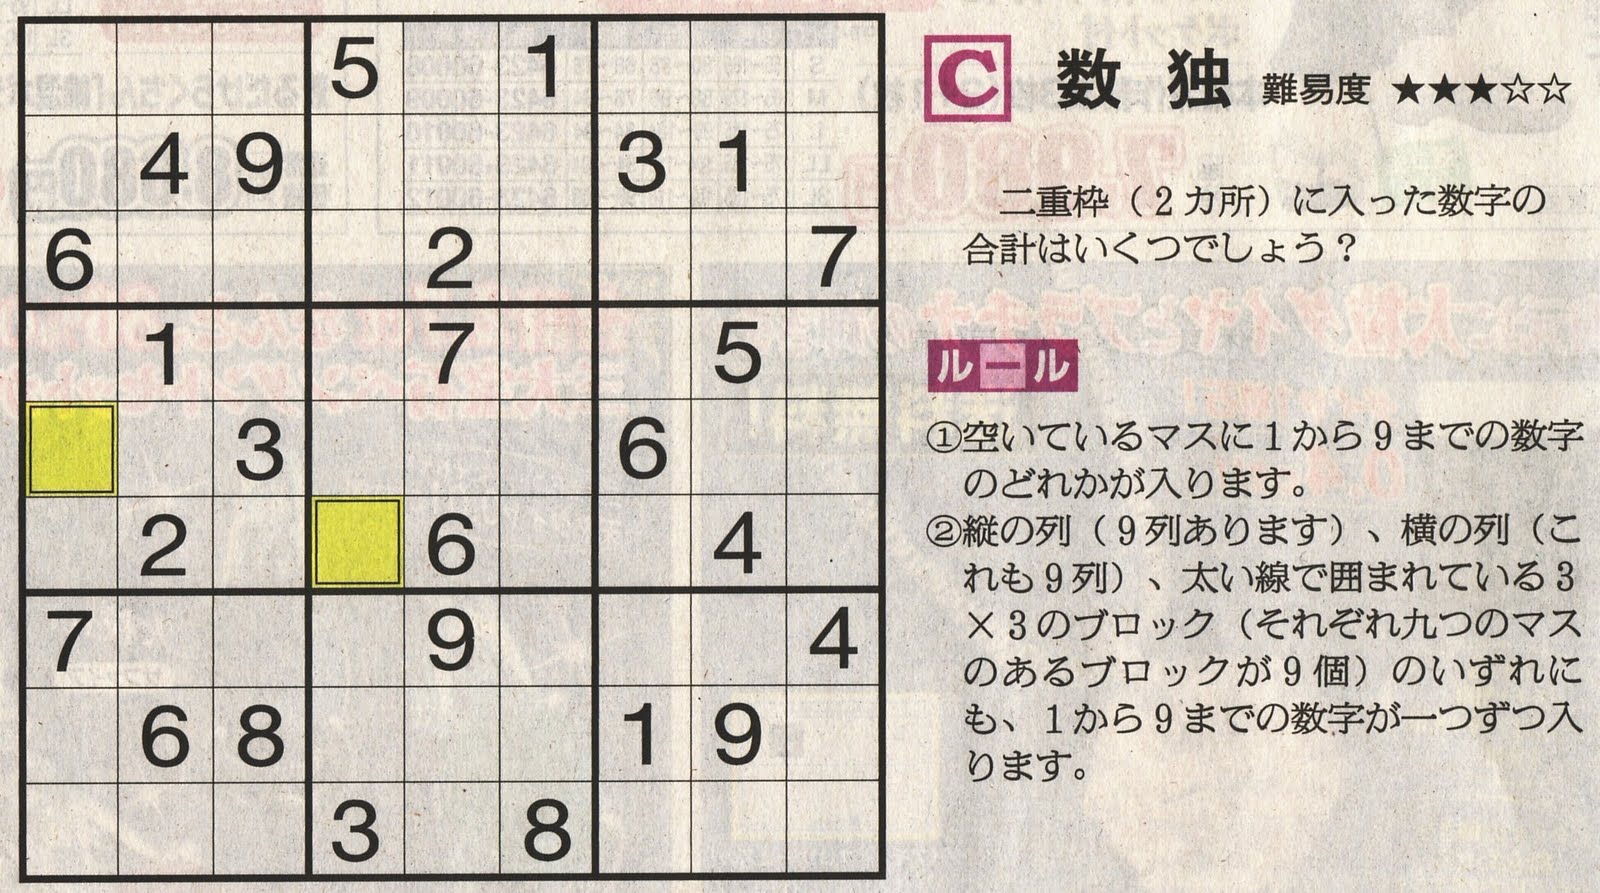 5 1
4 9 3 1
6 2 7
1 7 5
3 6
2 6 4
7 9 4
6 8 1 9
3 8
C 数独 難易度 ★★★☆☆
二重枠（2カ所）に入った数字の
合計はいくつでしょう？
ルール
①空いているマスに1から9までの数字
のどれかが入ります。
②縦の列（9列あります）、横の列（こ
れも9列）、太い線で囲まれている3
×3のブロック（それぞれ九つのマス
のあるブロックが9個）のいずれに
も、1から9までの数字が一つずつ入
ります。